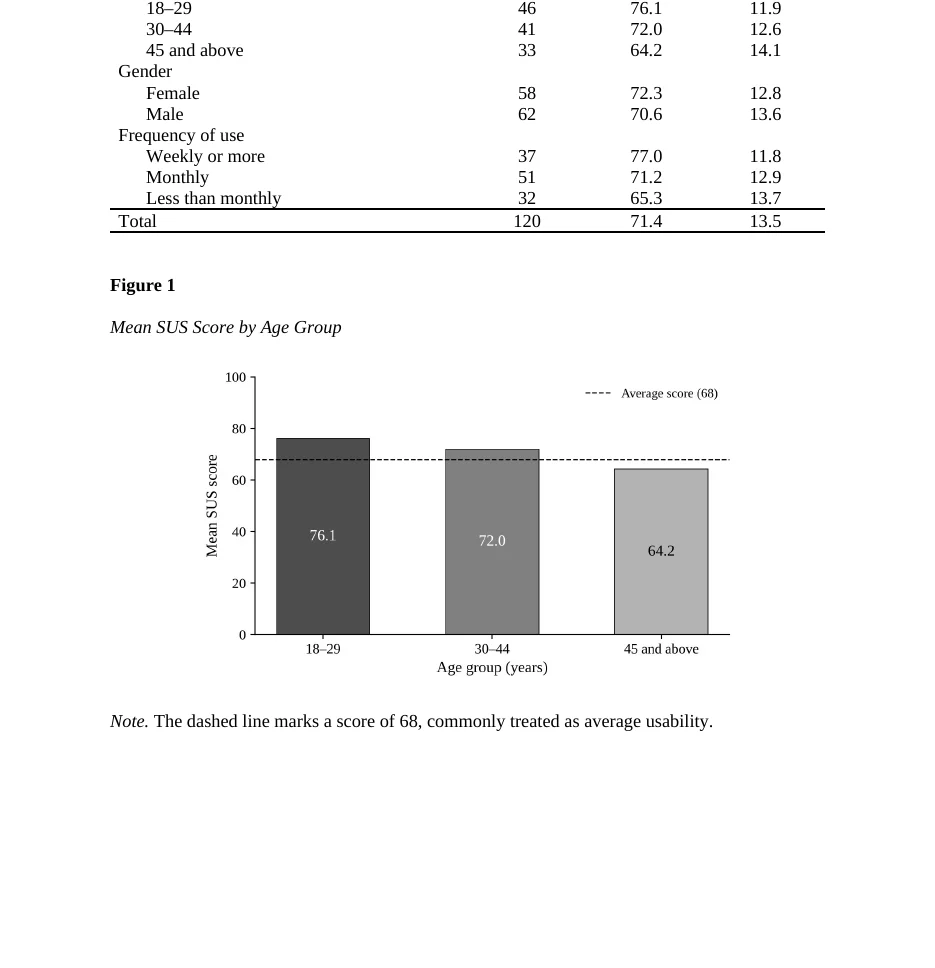 18–29 46 76.1 11.9
30–44 41 72.0 12.6
45 and above 33 64.2 14.1
Gender
Female 58 72.3 12.8
Male 62 70.6 13.6
Frequency of use
Weekly or more 37 77.0 11.8
Monthly 51 71.2 12.9
Less than monthly 32 65.3 13.7
Total 120 71.4 13.5
Figure 1
Mean SUS Score by Age Group
100
Average score (68)
80
60
40
20
0
Mean SUS score
76.1
72.0
64.2
18–29 30–44 45 and above
Age group (years)
Note. The dashed line marks a score of 68, commonly treated as average usability.